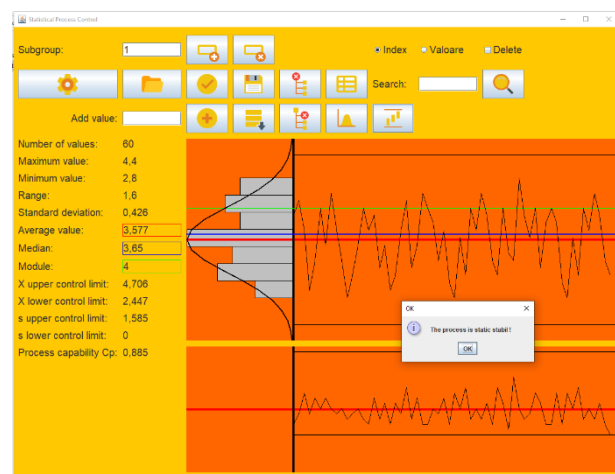 Statistical Process Control
Subgroup: 1
Index Valoare Delete
Search:
Add value:
Number of values: 60
Maximum value: 4,4
Minimum value: 2,8
Range: 1,6
Standard deviation: 0,426
Average value: 3,577
Median: 3,65
Module: 4
X upper control limit: 4,706
X lower control limit: 2,447
s upper control limit: 1,585
s lower control limit: 0
Process capability Cp: 0,885
OK
The process is static stabil!
OK